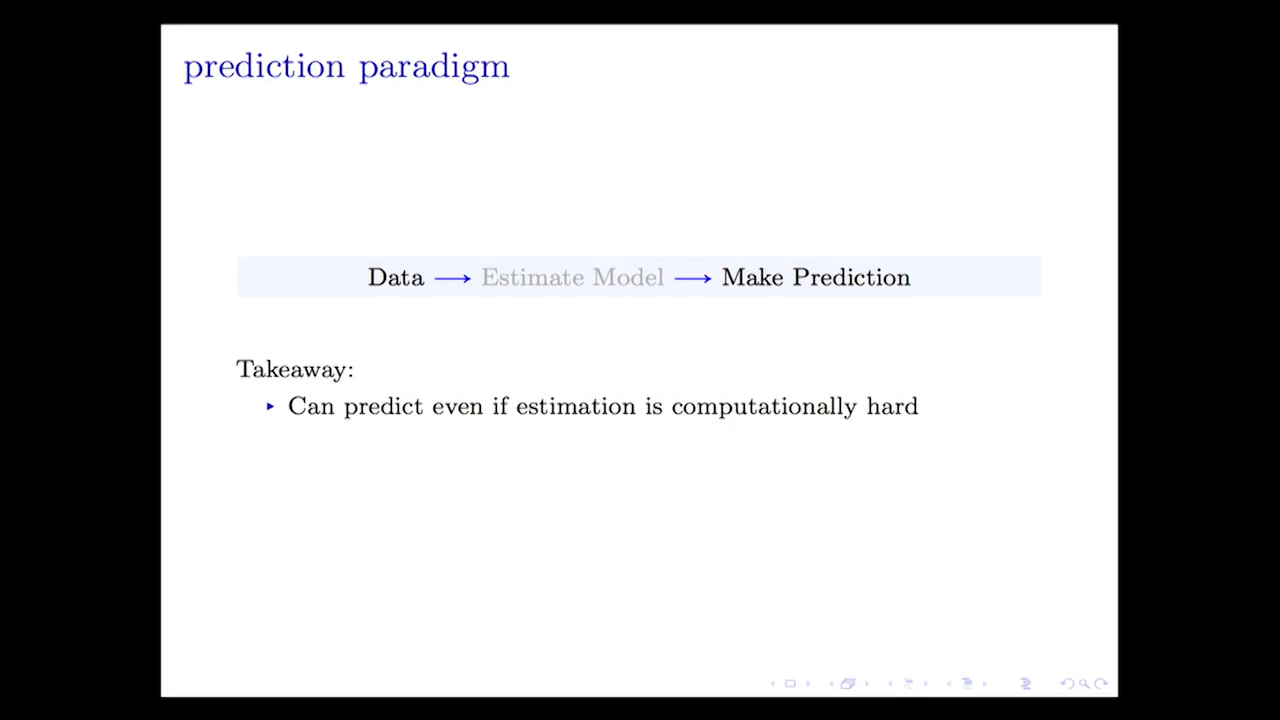 prediction paradigm
Data ⟶ Estimate Model ⟶ Make Prediction
Takeaway:
▸ Can predict even if estimation is computationally hard